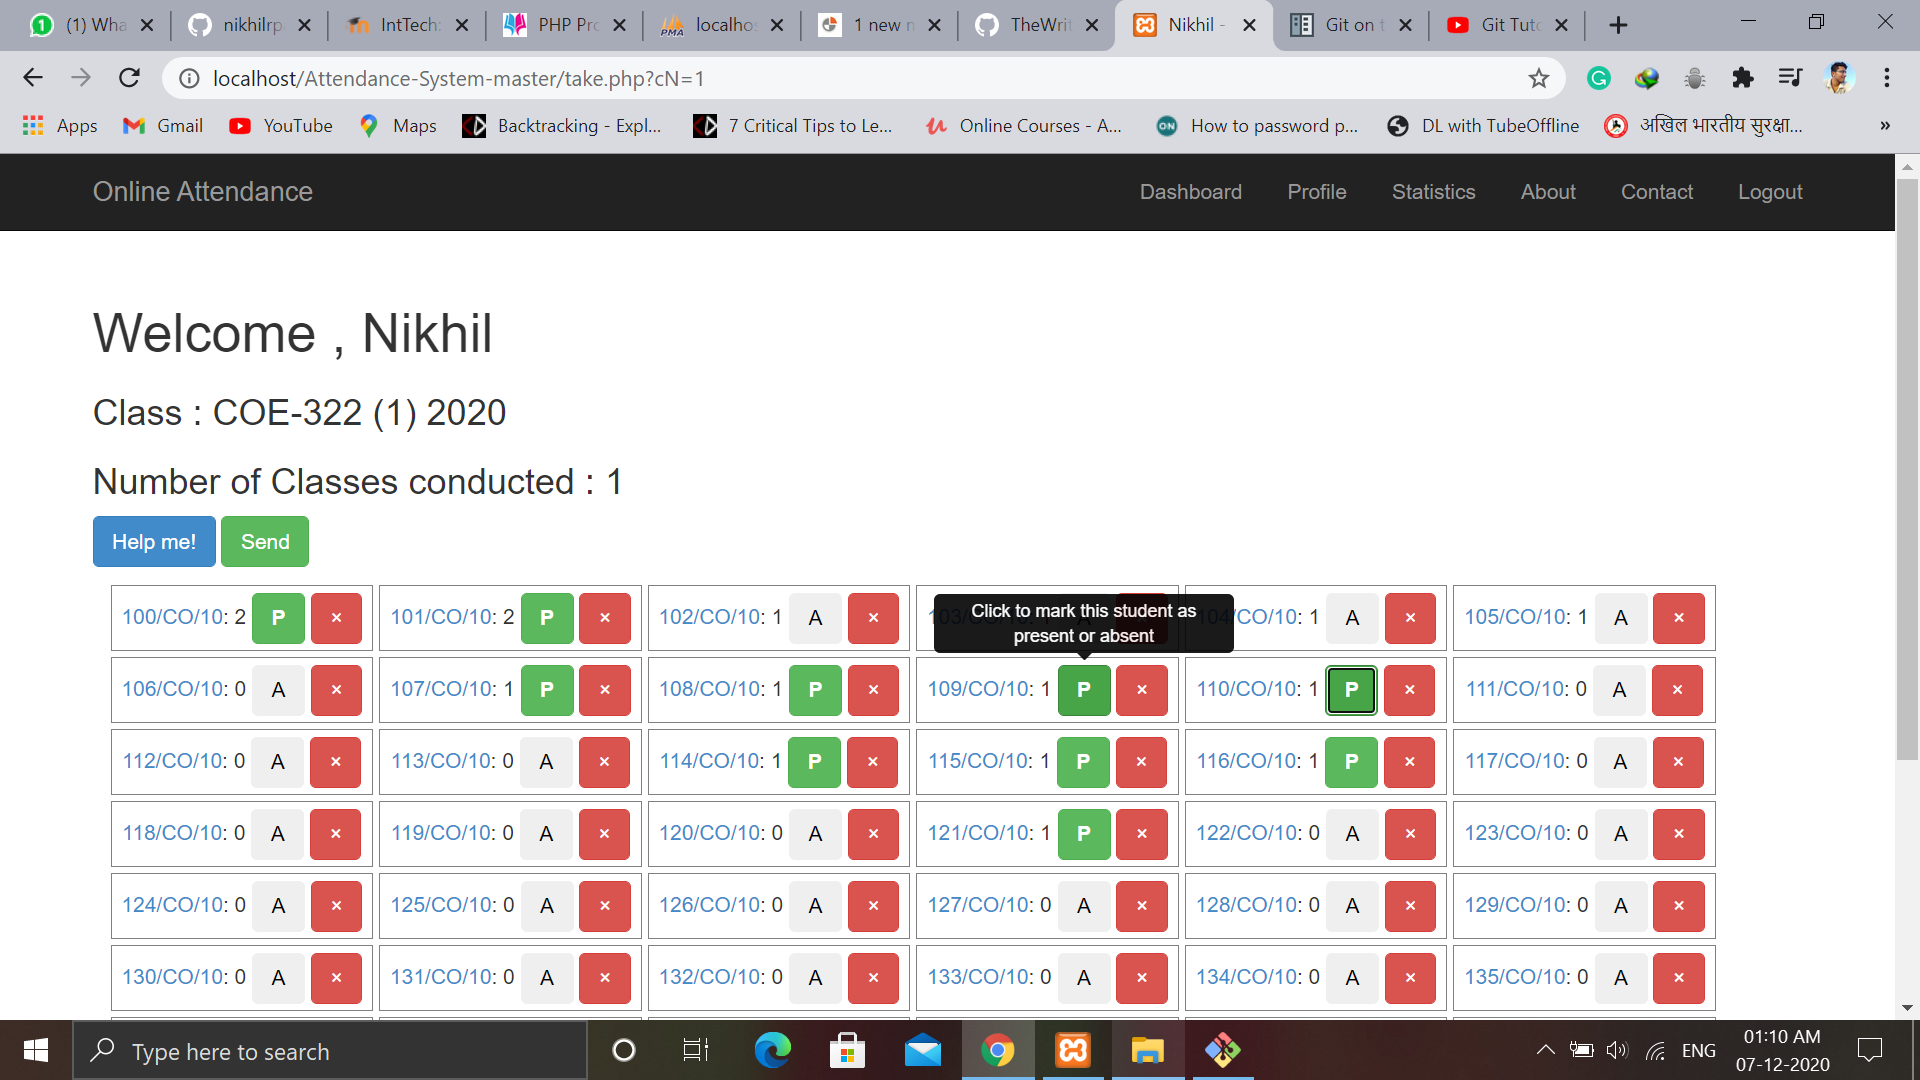 (1) Wha
nikhilrp
IntTech:
PHP Pro
localhos
1 new m
TheWrit
Nikhil -
Git on t
Git Tuto
localhost/Attendance-System-master/take.php?cN=1
Apps
Gmail
YouTube
Maps
Backtracking - Expl...
7 Critical Tips to Le...
Online Courses - A...
How to password p...
DL with TubeOffline
अखिल भारतीय सुरक्षा...
»
Online Attendance
Dashboard
Profile
Statistics
About
Contact
Logout
Welcome , Nikhil
Class : COE-322 (1) 2020
Number of Classes conducted : 1
Help me!
Send
100/CO/10: 2 P ×
101/CO/10: 2 P ×
102/CO/10: 1 A ×
Click to mark this student as
present or absent
/CO/10: 1 A ×
105/CO/10: 1 A ×
106/CO/10: 0 A ×
107/CO/10: 1 P ×
108/CO/10: 1 P ×
109/CO/10: 1 P ×
110/CO/10: 1 P ×
111/CO/10: 0 A ×
112/CO/10: 0 A ×
113/CO/10: 0 A ×
114/CO/10: 1 P ×
115/CO/10: 1 P ×
116/CO/10: 1 P ×
117/CO/10: 0 A ×
118/CO/10: 0 A ×
119/CO/10: 0 A ×
120/CO/10: 0 A ×
121/CO/10: 1 P ×
122/CO/10: 0 A ×
123/CO/10: 0 A ×
124/CO/10: 0 A ×
125/CO/10: 0 A ×
126/CO/10: 0 A ×
127/CO/10: 0 A ×
128/CO/10: 0 A ×
129/CO/10: 0 A ×
130/CO/10: 0 A ×
131/CO/10: 0 A ×
132/CO/10: 0 A ×
133/CO/10: 0 A ×
134/CO/10: 0 A ×
135/CO/10: 0 A ×
Type here to search
ENG
01:10 AM
07-12-2020